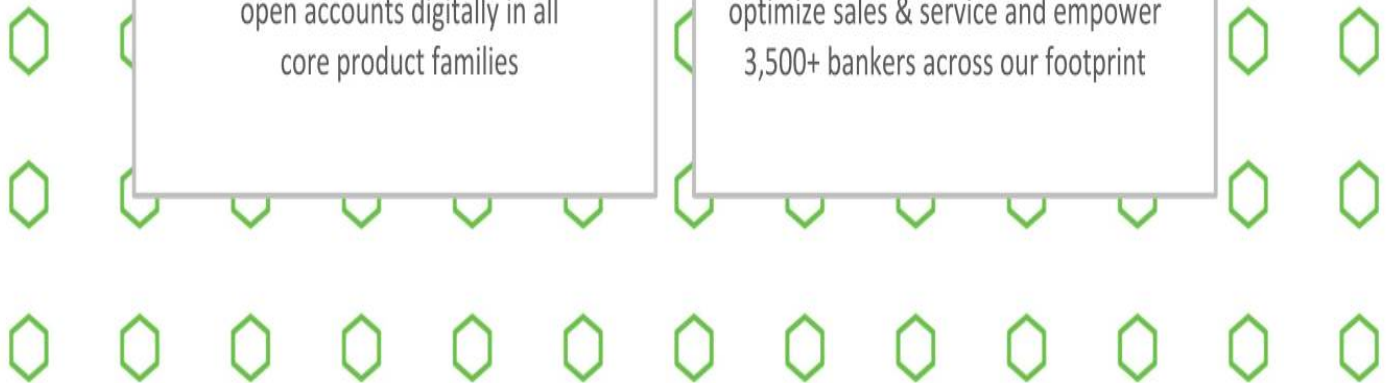 open accounts digitally in all
core product families
optimize sales & service and empower
3,500+ bankers across our footprint